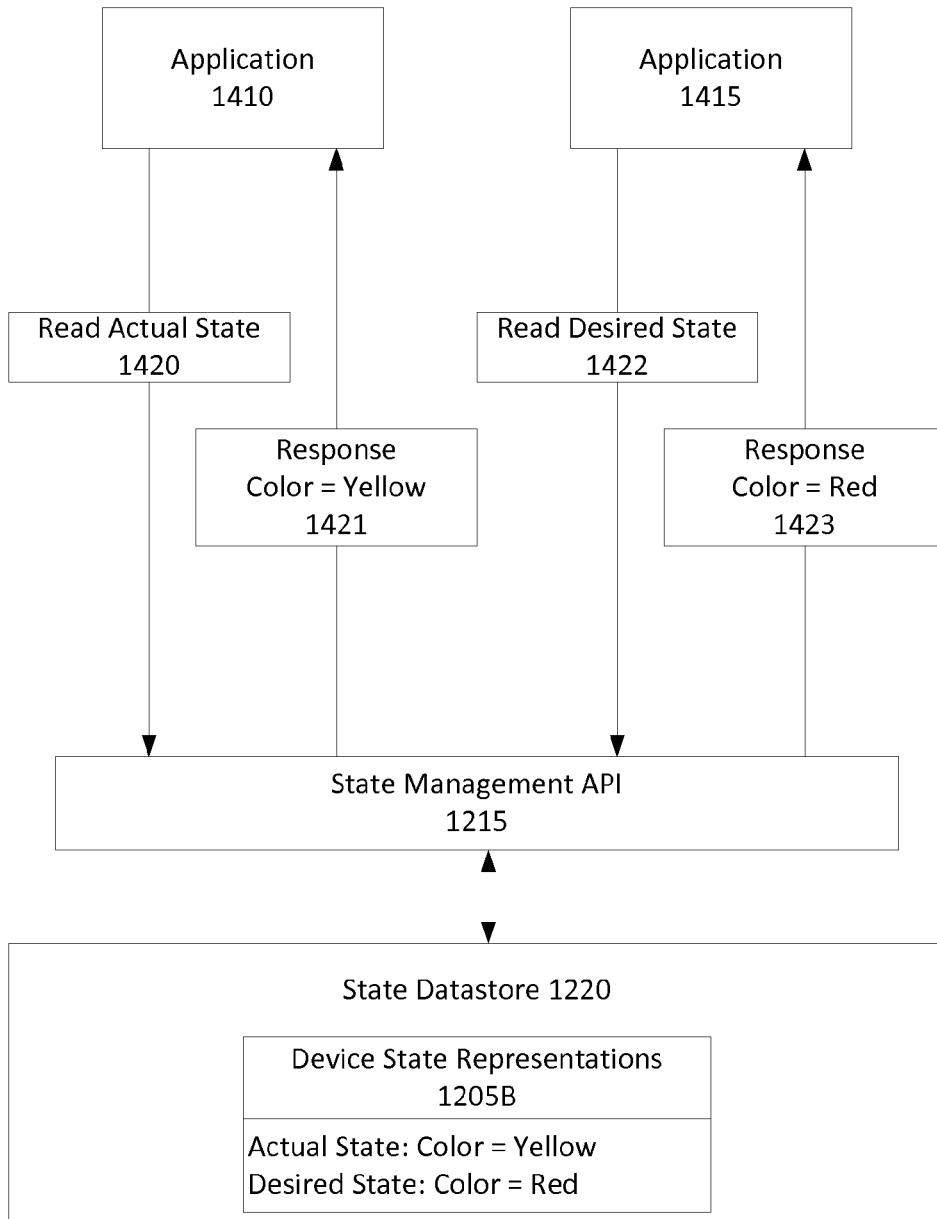 Application
1410
Application
1415
Read Actual State
1420
Read Desired State
1422
Response
Color = Yellow
1421
Response
Color = Red
1423
State Management API
1215
State Datastore 1220
Device State Representations
1205B
Actual State: Color = Yellow
Desired State: Color = Red